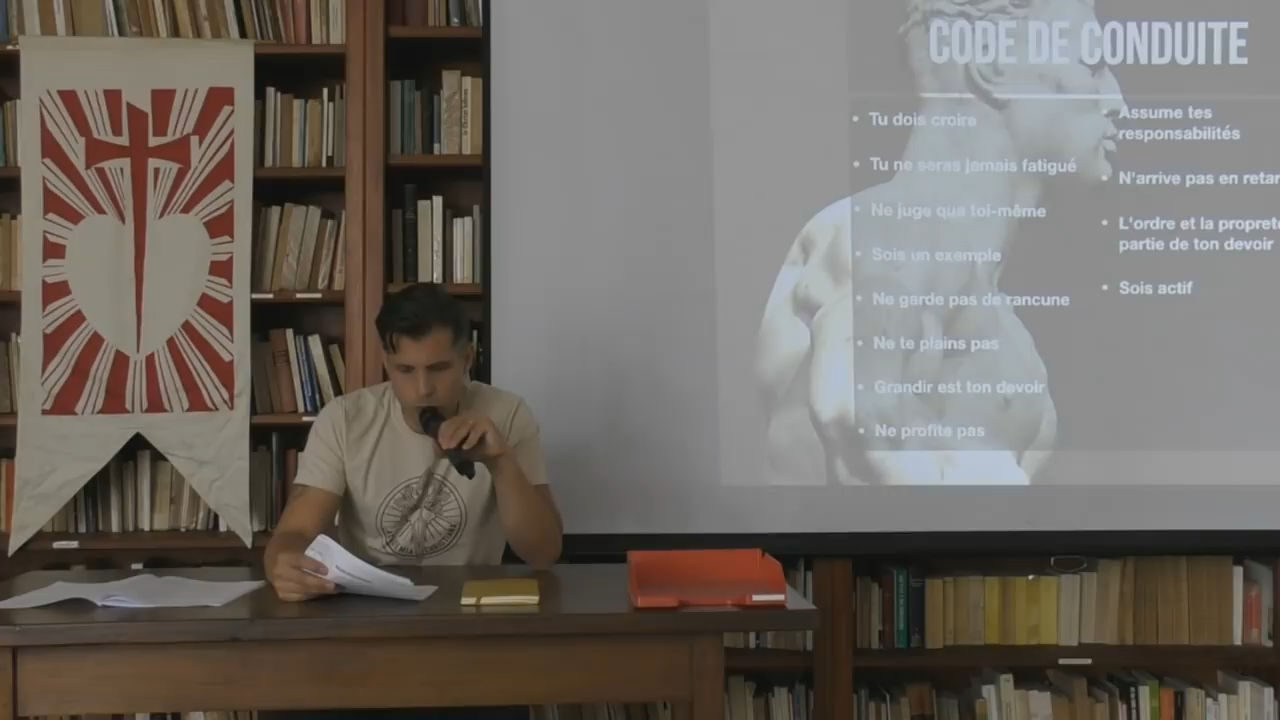 CODE DE CONDUITE
Tu dois croire
Tu ne seras jamais fatigué
Ne juge que toi-même
Sois un exemple
Ne garde pas de rancune
Ne te plains pas
Grandir est ton devoir
Ne profite pas
Assume tes
responsabilités
N'arrive pas en retar
L'ordre et la propret
partie de ton devoir
Sois actif